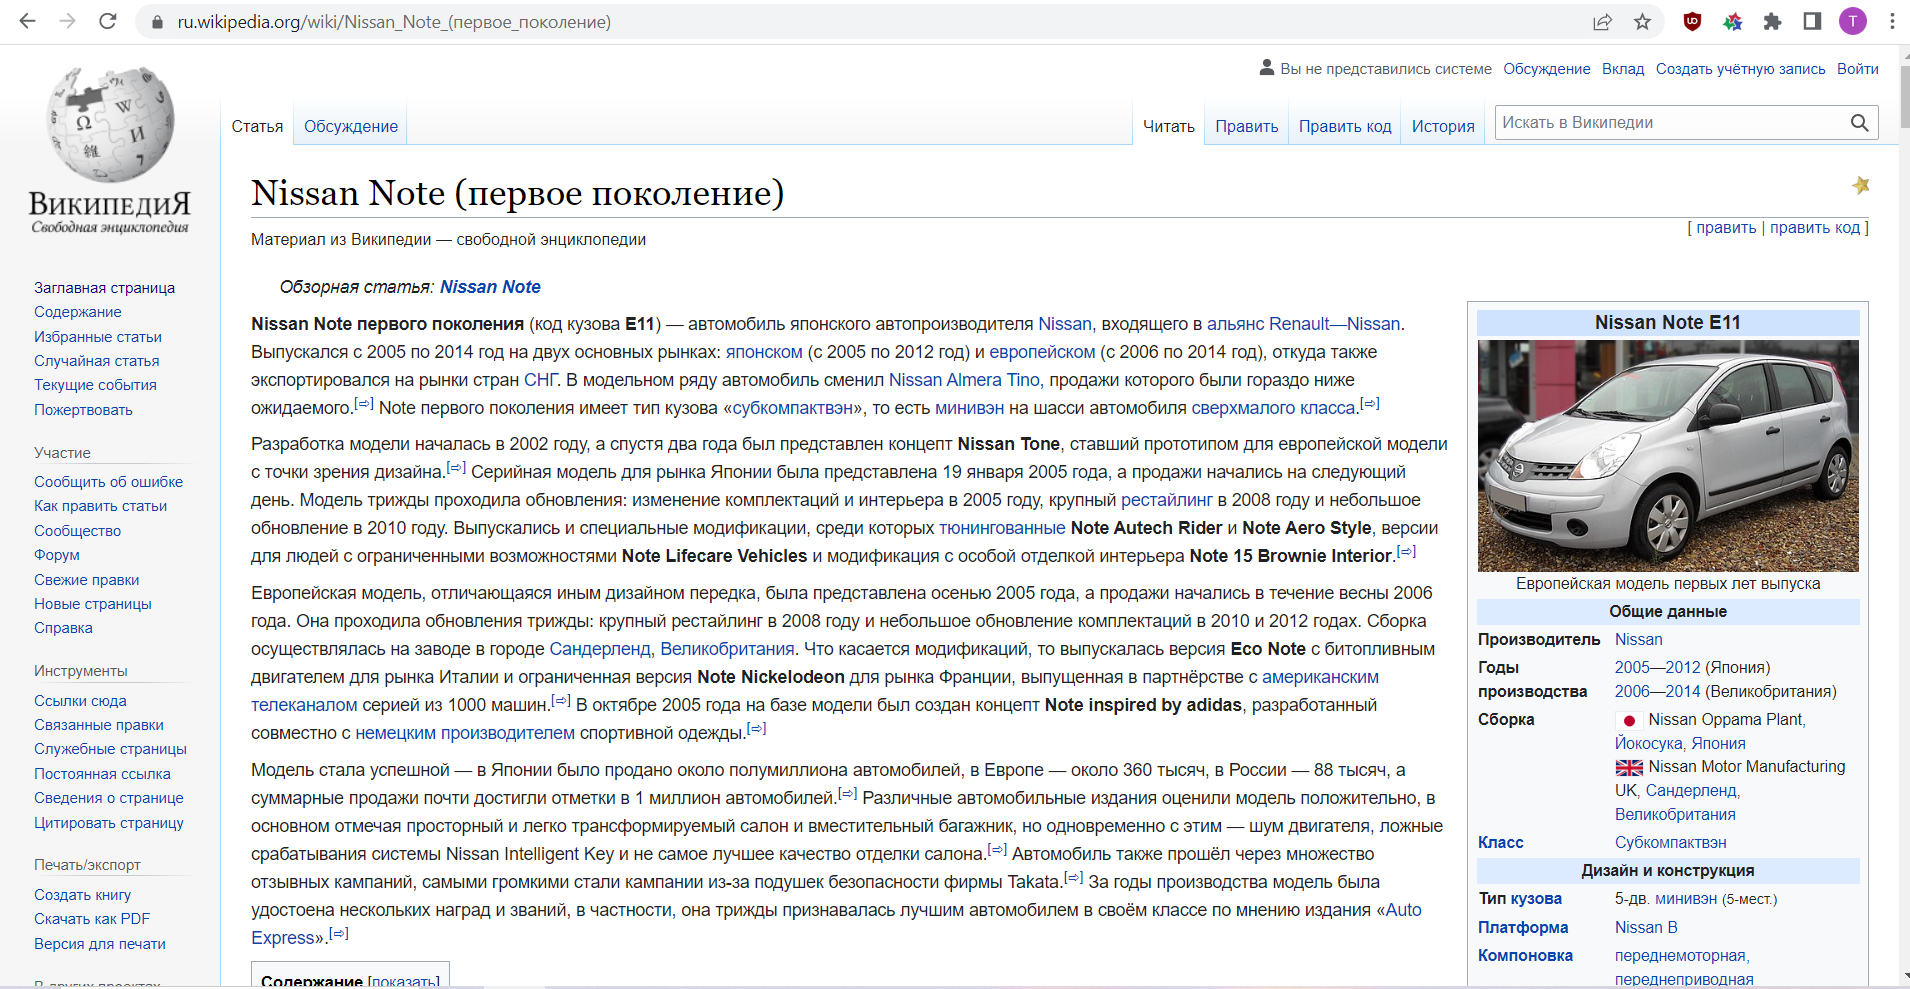 ru.wikipedia.org/wiki/Nissan_Note_(первое_поколение)
T
Вы не представились системе Обсуждение Вклад Создать учётную запись Войти
Статья Обсуждение Читать Править Править код История Искать в Википедии
ВикипедиЯ
Свободная энциклопедия
Заглавная страница
Содержание
Избранные статьи
Случайная статья
Текущие события
Пожертвовать
Участие
Сообщить об ошибке
Как править статьи
Сообщество
Форум
Свежие правки
Новые страницы
Справка
Инструменты
Ссылки сюда
Связанные правки
Служебные страницы
Постоянная ссылка
Сведения о странице
Цитировать страницу
Печать/экспорт
Создать книгу
Скачать как PDF
Версия для печати
В других проектах
Nissan Note (первое поколение)
[ править | править код ]
Материал из Википедии — свободной энциклопедии
Обзорная статья: Nissan Note
Nissan Note первого поколения (код кузова E11) — автомобиль японского автопроизводителя Nissan, входящего в альянс Renault—Nissan.
Выпускался с 2005 по 2014 год на двух основных рынках: японском (с 2005 по 2012 год) и европейском (с 2006 по 2014 год), откуда также
экспортировался на рынки стран СНГ. В модельном ряду автомобиль сменил Nissan Almera Tino, продажи которого были гораздо ниже
ожидаемого.[⇨] Note первого поколения имеет тип кузова «субкомпактвэн», то есть минивэн на шасси автомобиля сверхмалого класса.[⇨]
Разработка модели началась в 2002 году, а спустя два года был представлен концепт Nissan Tone, ставший прототипом для европейской модели
с точки зрения дизайна.[⇨] Серийная модель для рынка Японии была представлена 19 января 2005 года, а продажи начались на следующий
день. Модель трижды проходила обновления: изменение комплектаций и интерьера в 2005 году, крупный рестайлинг в 2008 году и небольшое
обновление в 2010 году. Выпускались и специальные модификации, среди которых тюнингованные Note Autech Rider и Note Aero Style, версии
для людей с ограниченными возможностями Note Lifecare Vehicles и модификация с особой отделкой интерьера Note 15 Brownie Interior.[⇨]
Европейская модель, отличающаяся иным дизайном передка, была представлена осенью 2005 года, а продажи начались в течение весны 2006
года. Она проходила обновления трижды: крупный рестайлинг в 2008 году и небольшое обновление комплектаций в 2010 и 2012 годах. Сборка
осуществлялась на заводе в городе Сандерленд, Великобритания. Что касается модификаций, то выпускалась версия Eco Note с битопливным
двигателем для рынка Италии и ограниченная версия Note Nickelodeon для рынка Франции, выпущенная в партнёрстве с американским
телеканалом серией из 1000 машин.[⇨] В октябре 2005 года на базе модели был создан концепт Note inspired by adidas, разработанный
совместно с немецким производителем спортивной одежды.[⇨]
Модель стала успешной — в Японии было продано около полумиллиона автомобилей, в Европе — около 360 тысяч, в России — 88 тысяч, а
суммарные продажи почти достигли отметки в 1 миллион автомобилей.[⇨] Различные автомобильные издания оценили модель положительно, в
основном отмечая просторный и легко трансформируемый салон и вместительный багажник, но одновременно с этим — шум двигателя, ложные
срабатывания системы Nissan Intelligent Key и не самое лучшее качество отделки салона.[⇨] Автомобиль также прошёл через множество
отзывных кампаний, самыми громкими стали кампании из-за подушек безопасности фирмы Takata.[⇨] За годы производства модель была
удостоена нескольких наград и званий, в частности, она трижды признавалась лучшим автомобилем в своём классе по мнению издания «Auto
Express».[⇨]
Содержание [показать]
Nissan Note E11
Европейская модель первых лет выпуска
Общие данные
Производитель Nissan
Годы 2005—2012 (Япония)
производства 2006—2014 (Великобритания)
Сборка Nissan Oppama Plant,
Йокосука, Япония
Nissan Motor Manufacturing
UK, Сандерленд,
Великобритания
Класс Субкомпактвэн
Дизайн и конструкция
Тип кузова 5-дв. минивэн (5-мест.)
Платформа Nissan B
Компоновка переднемоторная,
переднеприводная